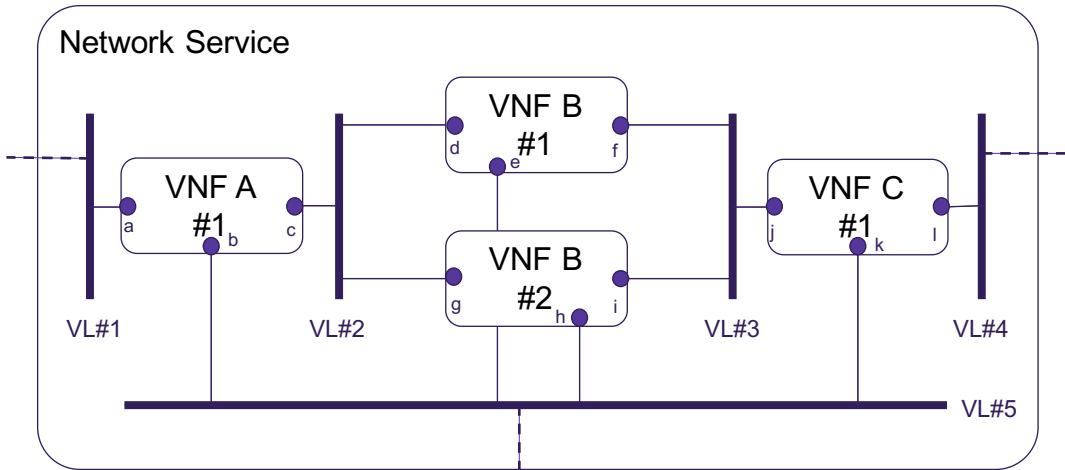 Network Service
VNF B
#1
d
e
f
VNF A
#1
a
b
c
VNF C
#1
j
k
l
VNF B
#2
g
h
i
VL#1
VL#2
VL#3
VL#4
VL#5